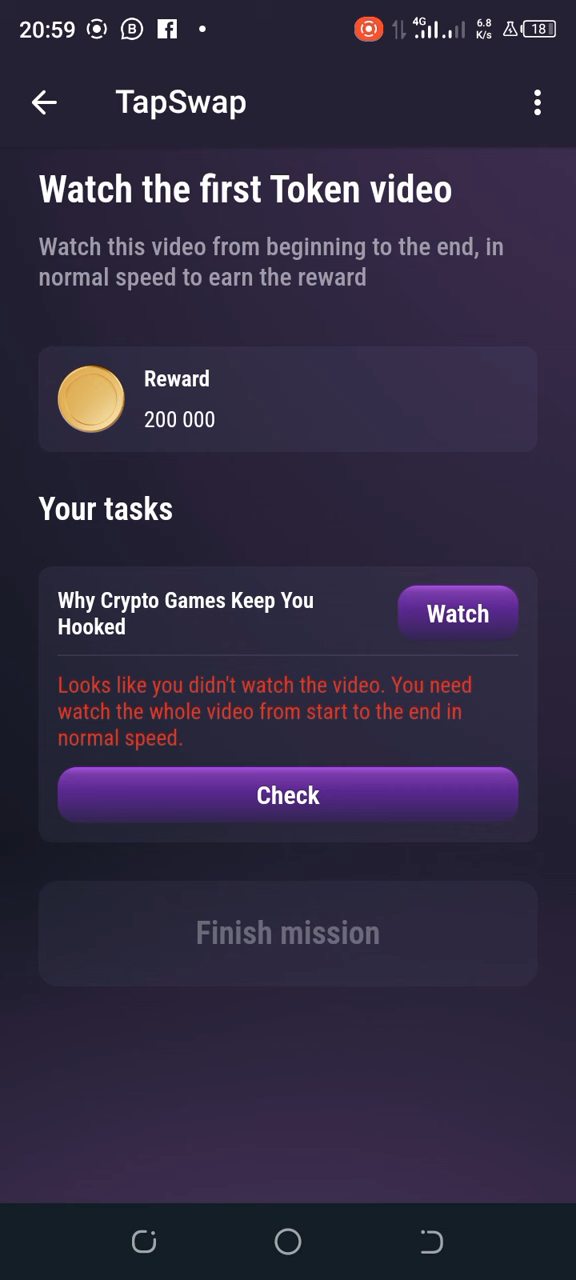 20:59
B
4G
6.8
K/s
18
TapSwap
Watch the first Token video
Watch this video from beginning to the end, in
normal speed to earn the reward
Reward
200 000
Your tasks
Why Crypto Games Keep You
Hooked
Watch
Looks like you didn't watch the video. You need
watch the whole video from start to the end in
normal speed.
Check
Finish mission